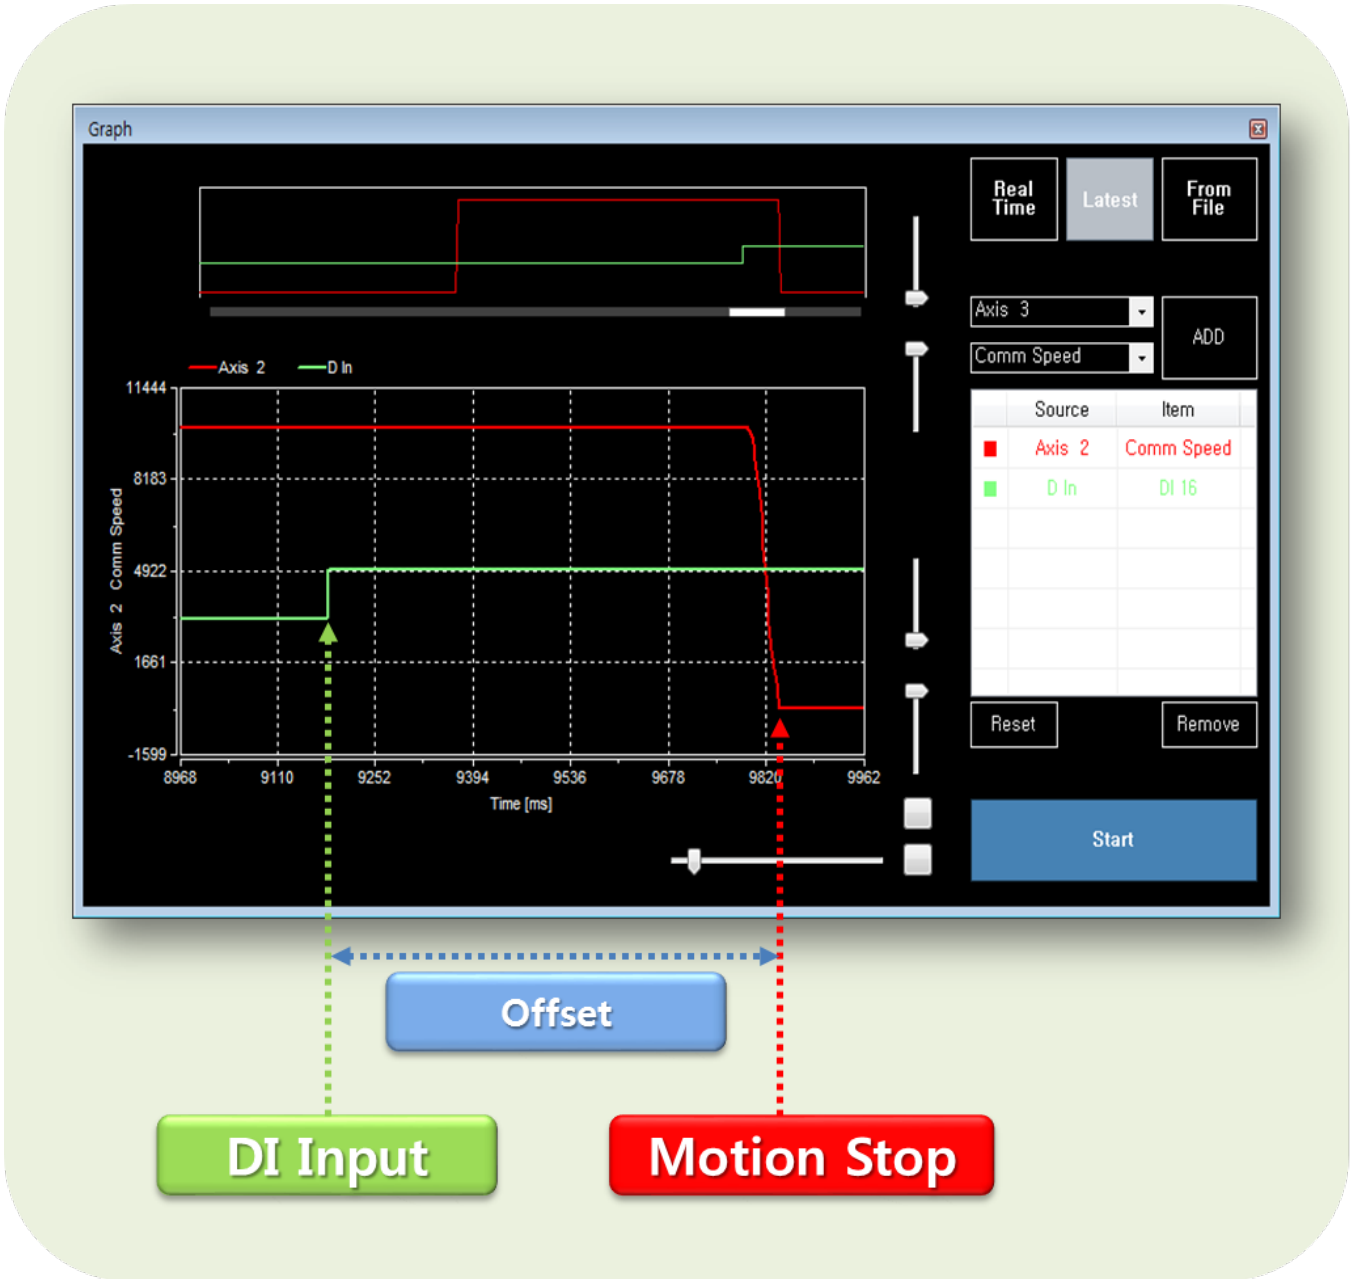 Graph
Real
Time
Latest
From
File
Axis 3
Comm Speed
ADD
Axis 2
D In
11444
8183
4922
1661
-1599
Axis 2 Comm Speed
8968
9110
9252
9394
9536
9678
9820
9962
Time [ms]
Source Item
Axis 2 Comm Speed
D In DI 16
Reset
Remove
Start
Offset
DI Input
Motion Stop